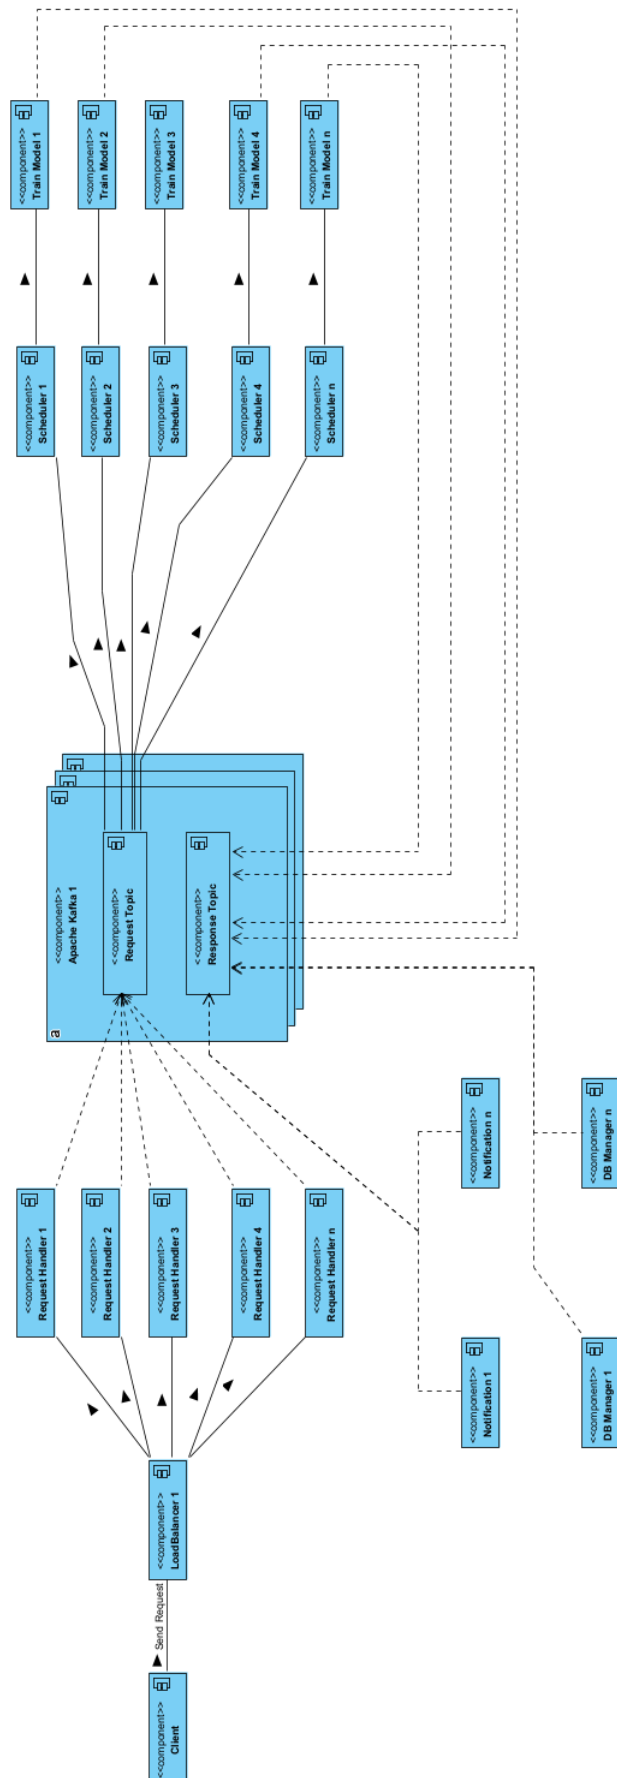 <<component>>
Client
Send Request
<<component>>
LoadBalancer 1
<<component>>
Request Handler 1
<<component>>
Request Handler 2
<<component>>
Request Handler 3
<<component>>
Request Handler 4
<<component>>
Request Handler n
<<component>>
Notification 1
<<component>>
Notification n
<<component>>
DB Manager 1
<<component>>
DB Manager n
a
<<component>>
Apache Kafka 1
<<component>>
Request Topic
<<component>>
Response Topic
<<component>>
Scheduler 1
<<component>>
Scheduler 2
<<component>>
Scheduler 3
<<component>>
Scheduler 4
<<component>>
Scheduler n
<<component>>
Train Model 1
<<component>>
Train Model 2
<<component>>
Train Model 3
<<component>>
Train Model 4
<<component>>
Train Model n